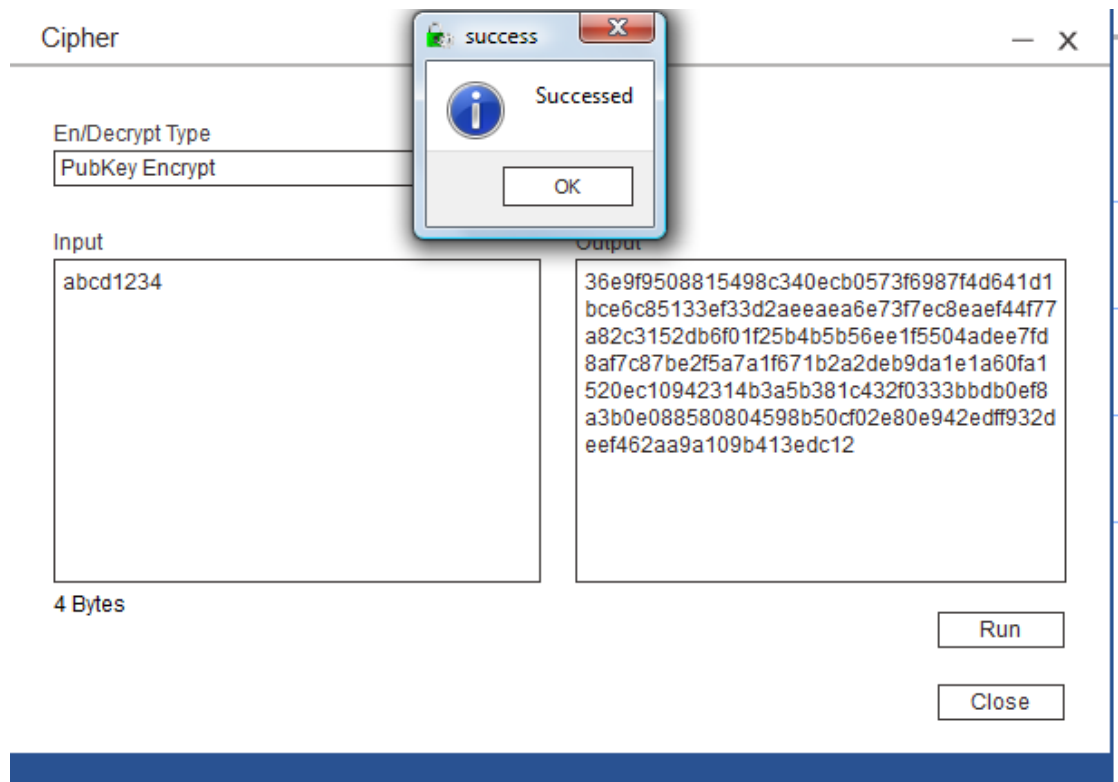 Cipher
success
Successed
OK
En/Decrypt Type
PubKey Encrypt
Input
Output
abcd1234
36e9f9508815498c340ecb0573f6987f4d641d1
bce6c85133ef33d2aeeaea6e73f7ec8eaef44f77
a82c3152db6f01f25b4b5b56ee1f5504adee7fd
8af7c87be2f5a7a1f671b2a2deb9da1e1a60fa1
520ec10942314b3a5b381c432f0333bbdb0ef8
a3b0e088580804598b50cf02e80e942edff932d
eef462aa9a109b413edc12
4 Bytes
Run
Close